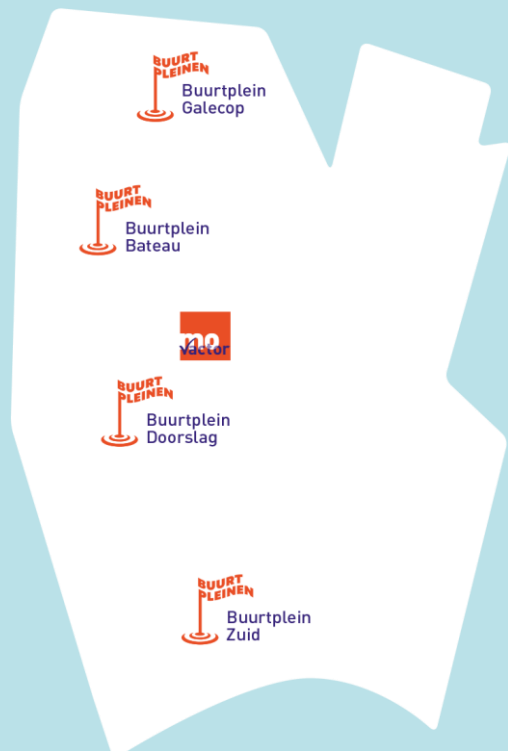 BUURT
PLEINEN
Buurtplein
Galecop
BUURT
PLEINEN
Buurtplein
Bateau
mo
Vactor
BUURT
PLEINEN
Buurtplein
Doorslag
BUURT
PLEINEN
Buurtplein
Zuid